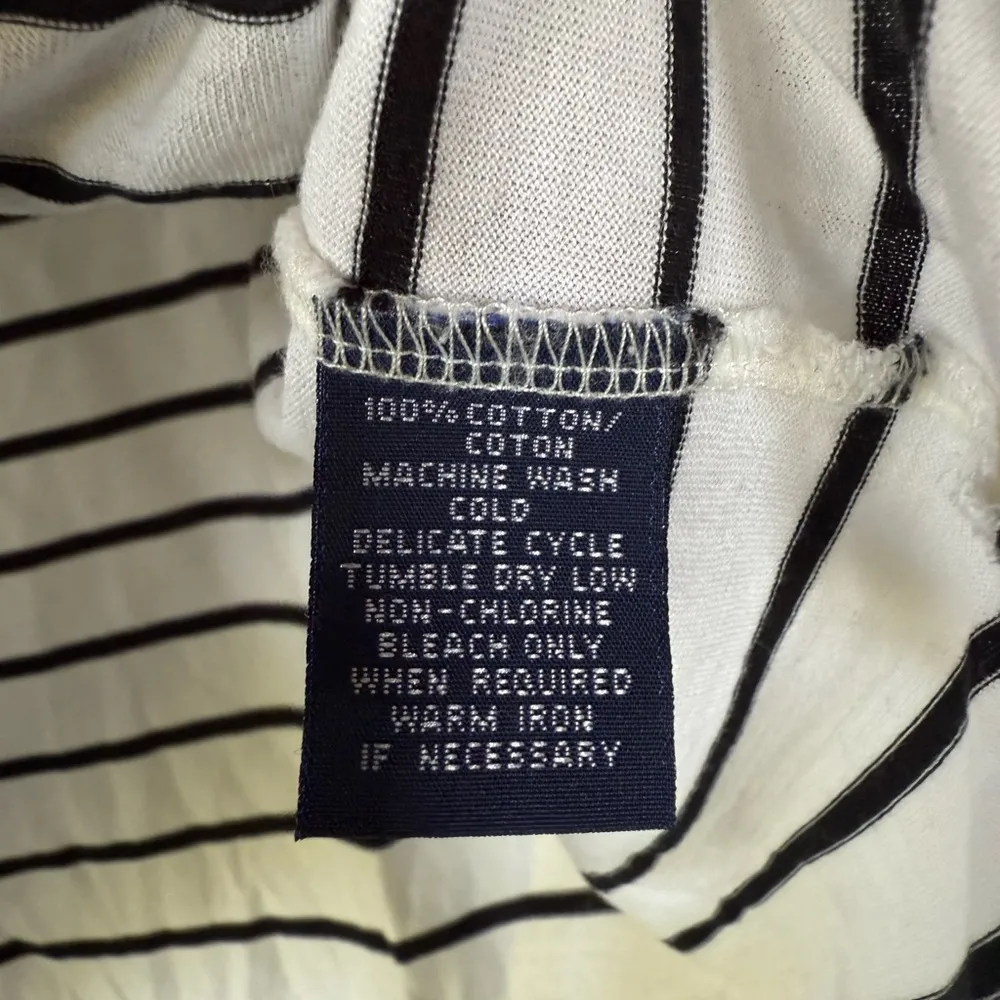 100% COTTON/
COTON
MACHINE WASH
COLD
DELICATE CYCLE
TUMBLE DRY LOW
NON-CHLORINE
BLEACH ONLY
WHEN REQUIRED
WARM IRON
IF NECESSARY